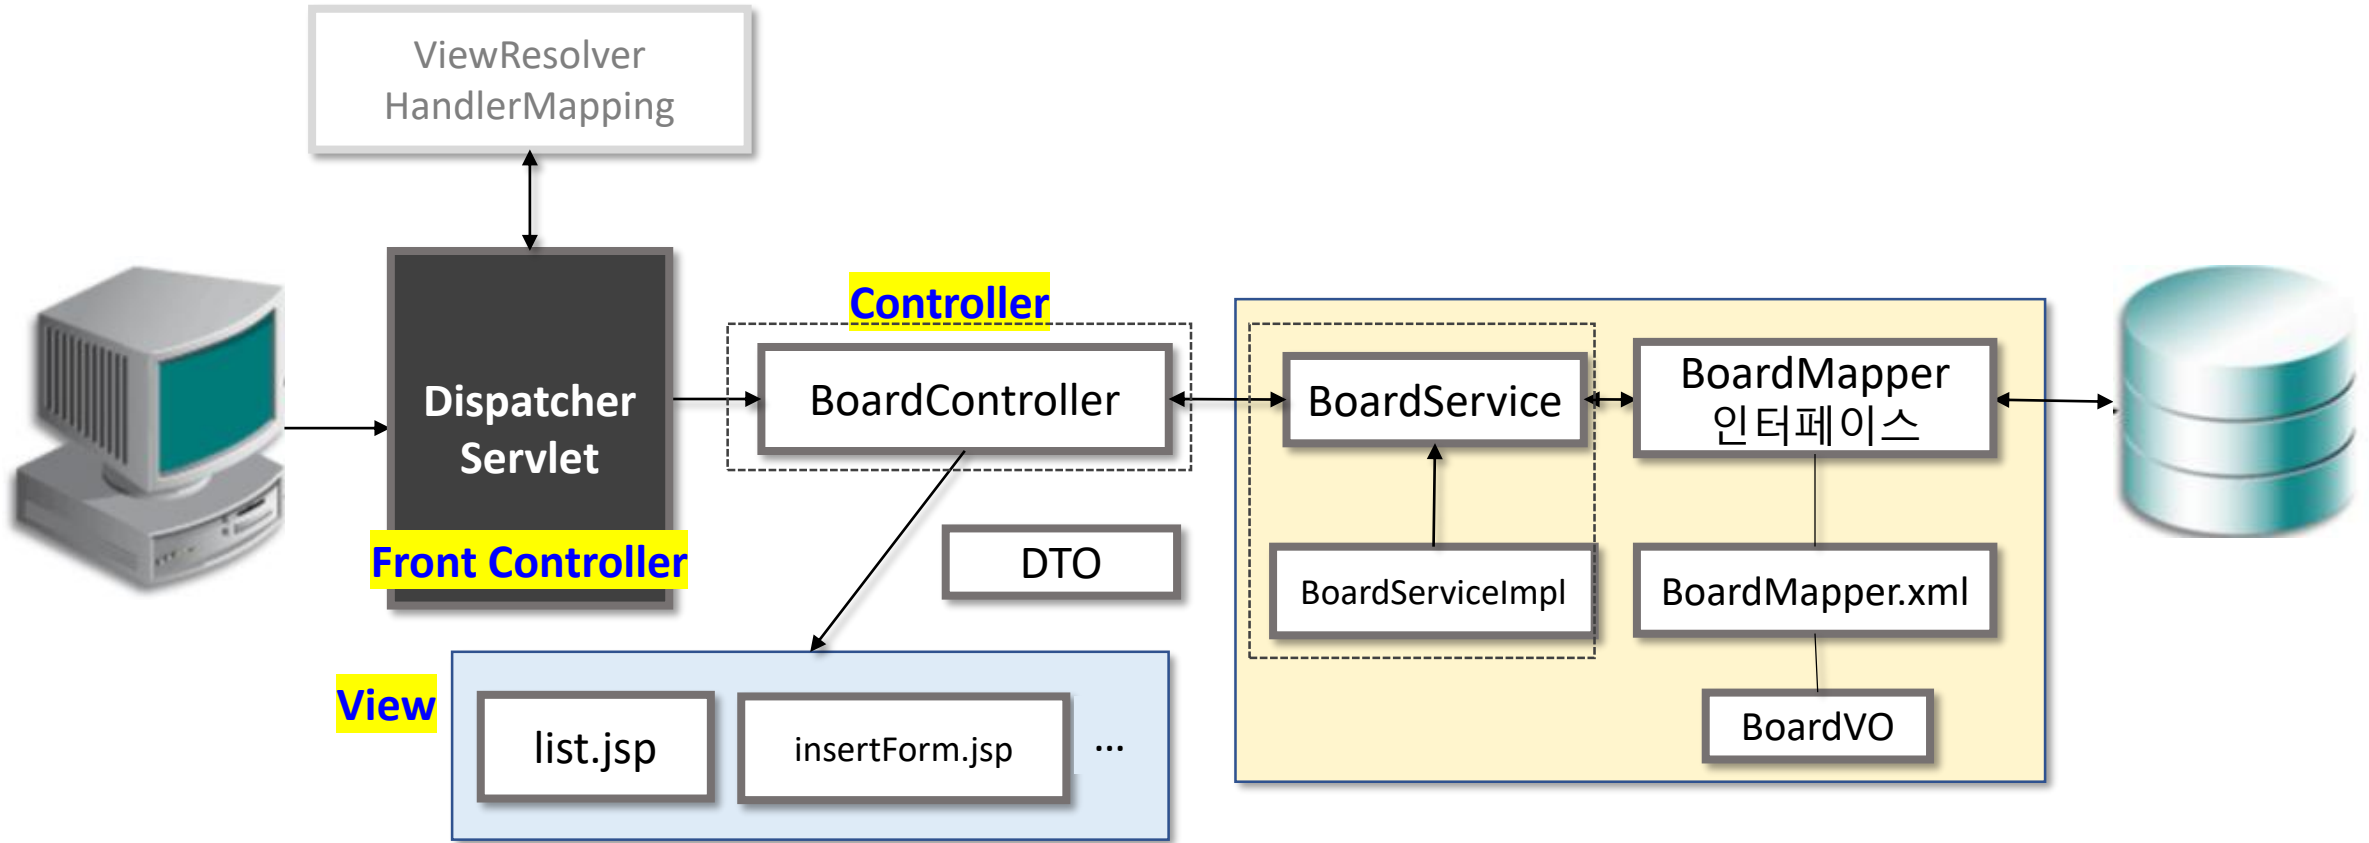 ViewResolver
HandlerMapping
Dispatcher
Servlet
Front Controller
Controller
BoardController
DTO
View
list.jsp
insertForm.jsp
...
BoardService
BoardServiceImpl
BoardMapper
인터페이스
BoardMapper.xml
BoardVO